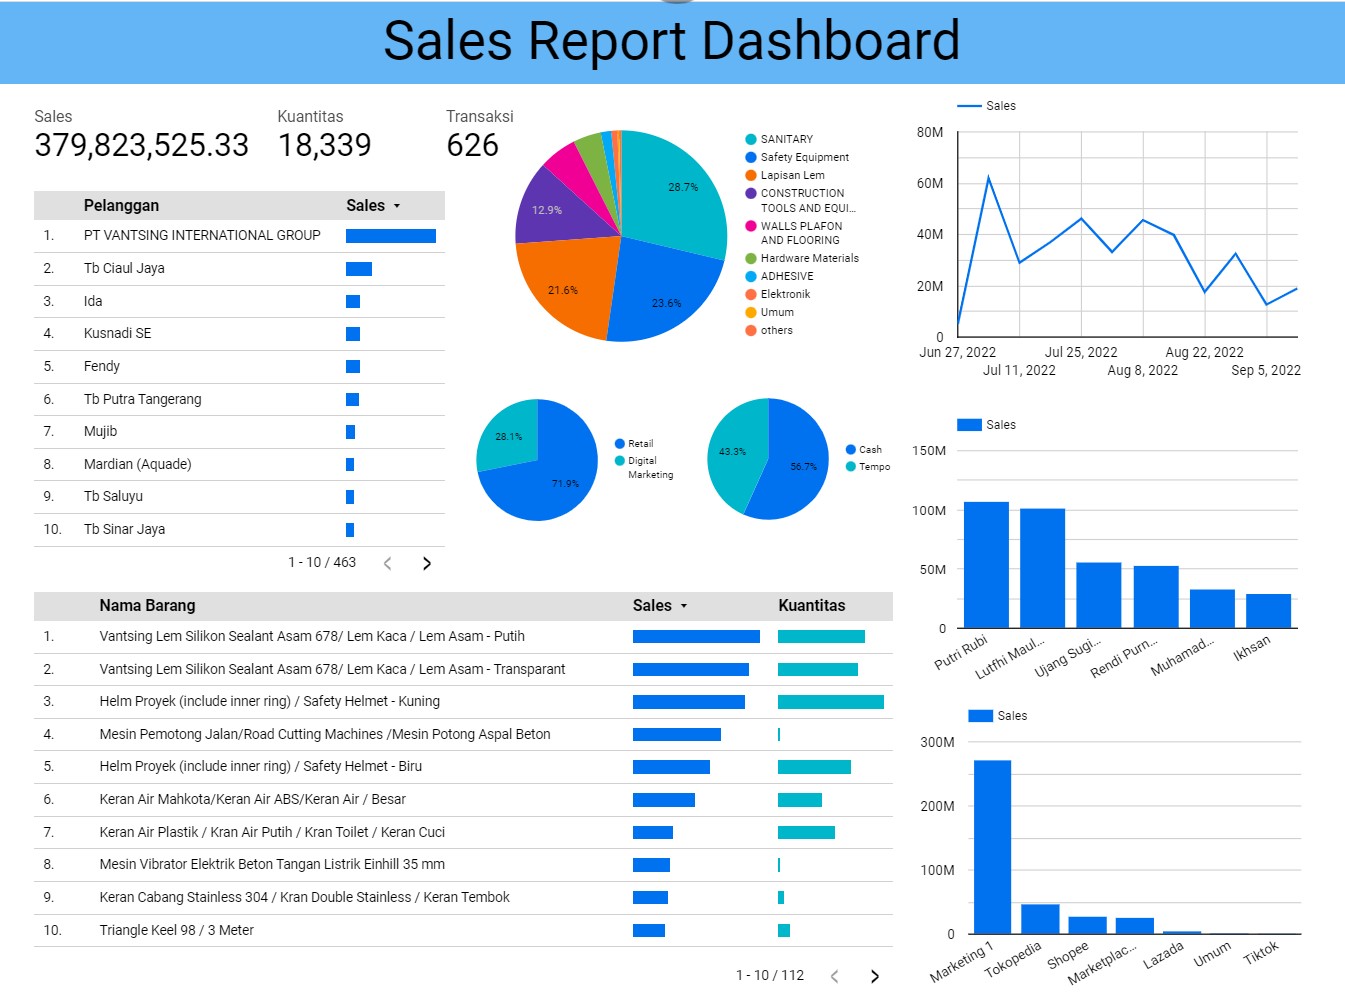 Sales Report Dashboard
Sales
379,823,525.33
Kuantitas
18,339
Transaksi
626
Pelanggan Sales
1. PT VANTSING INTERNATIONAL GROUP
2. Tb Ciaul Jaya
3. Ida
4. Kusnadi SE
5. Fendy
6. Tb Putra Tangerang
7. Mujib
8. Mardian (Aquade)
9. Tb Saluyu
10. Tb Sinar Jaya
1 - 10 / 463
28.7%
23.6%
21.6%
12.9%
SANITARY
Safety Equipment
Lapisan Lem
CONSTRUCTION
TOOLS AND EQUI...
WALLS PLAFON
AND FLOORING
Hardware Materials
ADHESIVE
Elektronik
Umum
others
28.1%
71.9%
Retail
Digital
Marketing
43.3%
56.7%
Cash
Tempo
Nama Barang Sales Kuantitas
1. Vantsing Lem Silikon Sealant Asam 678/ Lem Kaca / Lem Asam - Putih
2. Vantsing Lem Silikon Sealant Asam 678/ Lem Kaca / Lem Asam - Transparant
3. Helm Proyek (include inner ring) / Safety Helmet - Kuning
4. Mesin Pemotong Jalan/Road Cutting Machines /Mesin Potong Aspal Beton
5. Helm Proyek (include inner ring) / Safety Helmet - Biru
6. Keran Air Mahkota/Keran Air ABS/Keran Air / Besar
7. Keran Air Plastik / Kran Air Putih / Kran Toilet / Keran Cuci
8. Mesin Vibrator Elektrik Beton Tangan Listrik Einhill 35 mm
9. Keran Cabang Stainless 304 / Kran Double Stainless / Keran Tembok
10. Triangle Keel 98 / 3 Meter
1 - 10 / 112
Sales
80M
60M
40M
20M
0
Jun 27, 2022 Jul 25, 2022 Aug 22, 2022
Jul 11, 2022 Aug 8, 2022 Sep 5, 2022
Sales
150M
100M
50M
0
Putri Rubi
Lutfhi Maul...
Ujang Sugi...
Rendi Purn...
Muhamad...
Ikhsan
Sales
300M
200M
100M
0
Marketing 1
Tokopedia
Shopee
Marketplac...
Lazada
Umum
Tiktok